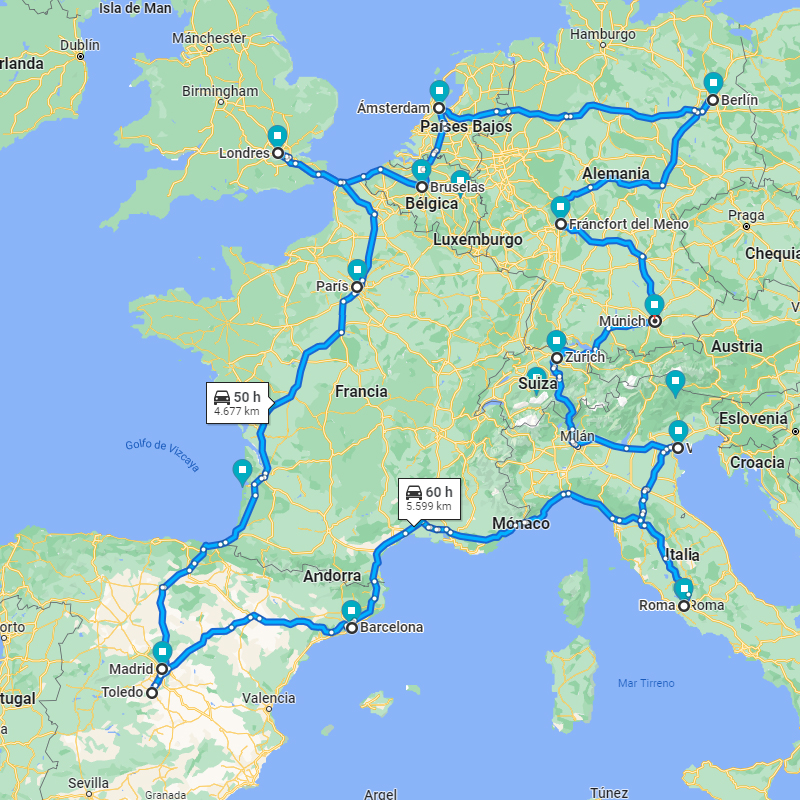 Isla de Man
Dublín
Mánchester
Hamburgo
rlanda
Birmingham
Ámsterdam
Berlín
Países Bajos
Londres
Alemania
Bruselas
Bélgica
Praga
Francfort del Meno
Luxemburgo
Chequia
París
Múnich
Austria
Zúrich
Suiza
50 h
4.677 km
Francia
Eslovenia
Golfo de Vizcaya
Milán
V
Croacia
60 h
5.599 km
Mónaco
Italia
Andorra
Roma
Roma
Barcelona
orto
Madrid
Toledo
Mar Tirreno
tugal
Valencia
Sevilla
Granada
Argel
Túnez